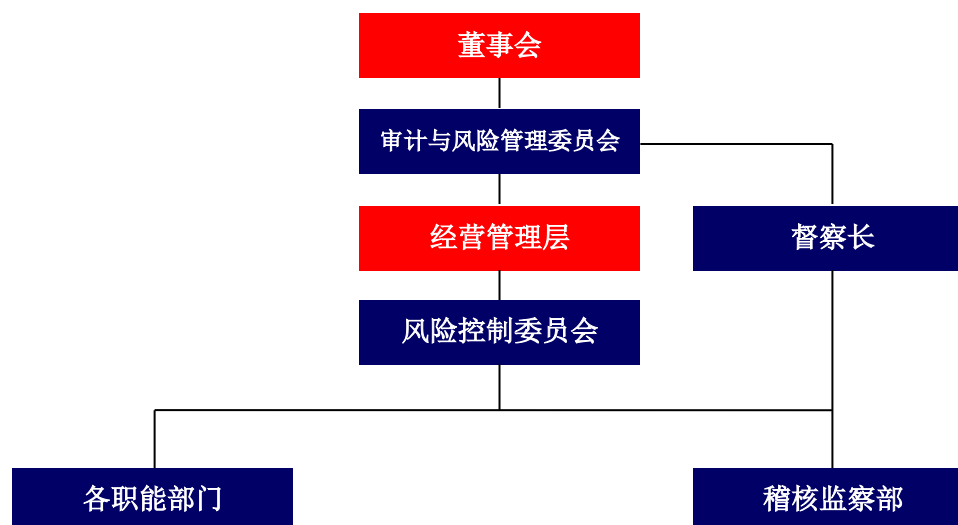 董事会
审计与风险管理委员会
经营管理层
督察长
风险控制委员会
各职能部门
稽核监察部